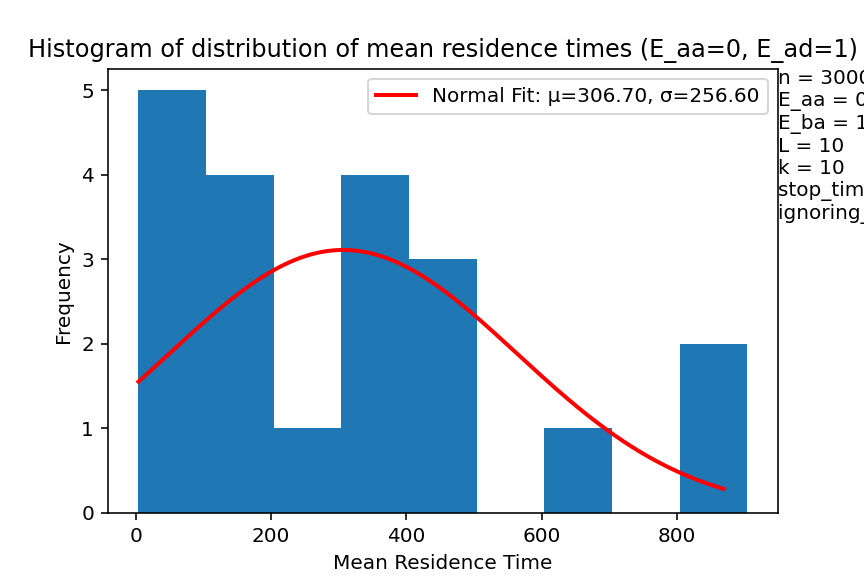 Histogram of distribution of mean residence times (E_aa=0, E_ad=1)
Normal Fit: μ=306.70, σ=256.60
n = 3000
E_aa = 0
E_ba = 1
L = 10
k = 10
stop_tim
ignoring_
5
4
3
2
1
0
Frequency
0 200 400 600 800
Mean Residence Time